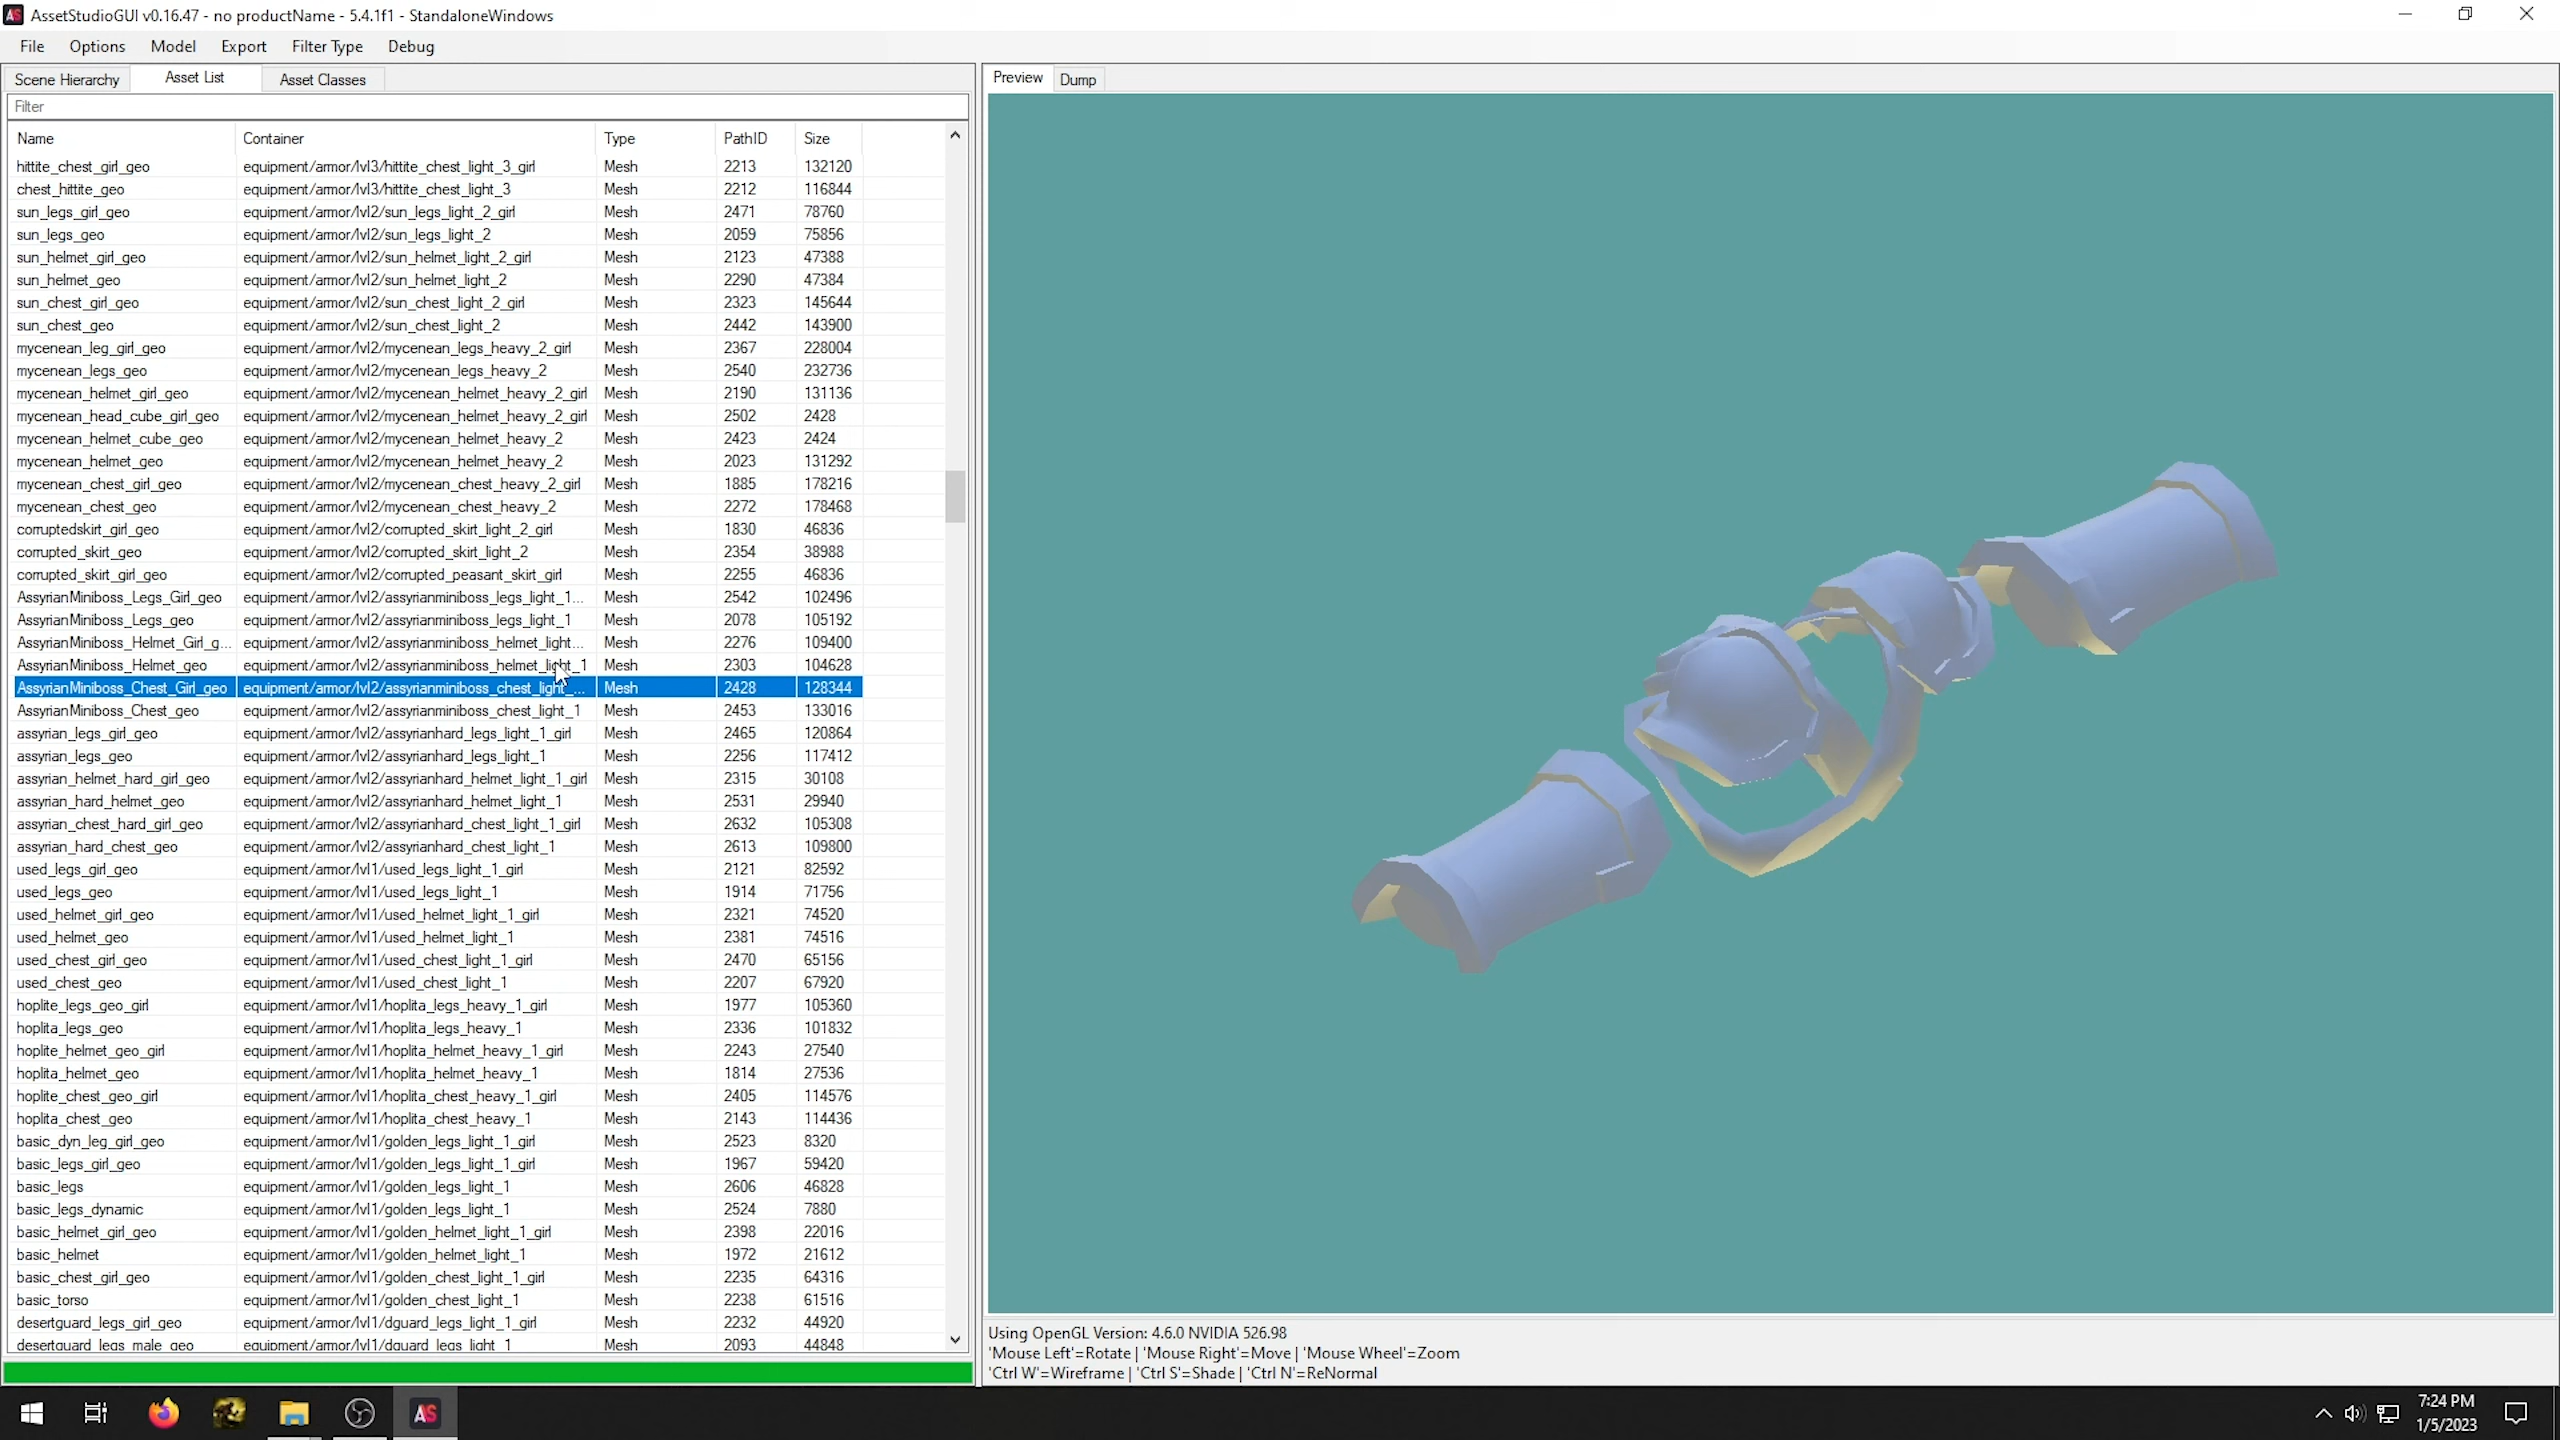 AssetStudioGUI v0.16.47 - no productName - 5.4.1f1 - StandaloneWindows
File Options Model Export Filter Type Debug
Scene Hierarchy Asset List Asset Classes
Filter
Name Container Type PathID Size
hittite_chest_girl_geo equipment/armor/lvl3/hittite_chest_light_3_girl Mesh 2213 132120
chest_hittite_geo equipment/armor/lvl3/hittite_chest_light_3 Mesh 2212 116844
sun_legs_girl_geo equipment/armor/lvl2/sun_legs_light_2_girl Mesh 2471 78760
sun_legs_geo equipment/armor/lvl2/sun_legs_light_2 Mesh 2059 75856
sun_helmet_girl_geo equipment/armor/lvl2/sun_helmet_light_2_girl Mesh 2123 47388
sun_helmet_geo equipment/armor/lvl2/sun_helmet_light_2 Mesh 2290 47384
sun_chest_girl_geo equipment/armor/lvl2/sun_chest_light_2_girl Mesh 2323 145644
sun_chest_geo equipment/armor/lvl2/sun_chest_light_2 Mesh 2442 143900
mycenean_leg_girl_geo equipment/armor/lvl2/mycenean_legs_heavy_2_girl Mesh 2367 228004
mycenean_legs_geo equipment/armor/lvl2/mycenean_legs_heavy_2 Mesh 2540 232736
mycenean_helmet_girl_geo equipment/armor/lvl2/mycenean_helmet_heavy_2_girl Mesh 2190 131136
mycenean_head_cube_girl_geo equipment/armor/lvl2/mycenean_helmet_heavy_2_girl Mesh 2502 2428
mycenean_helmet_cube_geo equipment/armor/lvl2/mycenean_helmet_heavy_2 Mesh 2423 2424
mycenean_helmet_geo equipment/armor/lvl2/mycenean_helmet_heavy_2 Mesh 2023 131292
mycenean_chest_girl_geo equipment/armor/lvl2/mycenean_chest_heavy_2_girl Mesh 1885 178216
mycenean_chest_geo equipment/armor/lvl2/mycenean_chest_heavy_2 Mesh 2272 178468
corruptedskirt_girl_geo equipment/armor/lvl2/corrupted_skirt_light_2_girl Mesh 1830 46836
corrupted_skirt_geo equipment/armor/lvl2/corrupted_skirt_light_2 Mesh 2354 38988
corrupted_skirt_girl_geo equipment/armor/lvl2/corrupted_peasant_skirt_girl Mesh 2255 46836
AssyrianMiniboss_Legs_Girl_geo equipment/armor/lvl2/assyrianminiboss_legs_light_1... Mesh 2542 102496
AssyrianMiniboss_Legs_geo equipment/armor/lvl2/assyrianminiboss_legs_light_1 Mesh 2078 105192
AssyrianMiniboss_Helmet_Girl_g... equipment/armor/lvl2/assyrianminiboss_helmet_light... Mesh 2276 109400
AssyrianMiniboss_Helmet_geo equipment/armor/lvl2/assyrianminiboss_helmet_light_1 Mesh 2303 104628
AssyrianMiniboss_Chest_Girl_geo equipment/armor/lvl2/assyrianminiboss_chest_light_... Mesh 2428 128344
AssyrianMiniboss_Chest_geo equipment/armor/lvl2/assyrianminiboss_chest_light_1 Mesh 2453 133016
assyrian_legs_girl_geo equipment/armor/lvl2/assyrianhard_legs_light_1_girl Mesh 2465 120864
assyrian_legs_geo equipment/armor/lvl2/assyrianhard_legs_light_1 Mesh 2256 117412
assyrian_helmet_hard_girl_geo equipment/armor/lvl2/assyrianhard_helmet_light_1_girl Mesh 2315 30108
assyrian_hard_helmet_geo equipment/armor/lvl2/assyrianhard_helmet_light_1 Mesh 2531 29940
assyrian_chest_hard_girl_geo equipment/armor/lvl2/assyrianhard_chest_light_1_girl Mesh 2632 105308
assyrian_hard_chest_geo equipment/armor/lvl2/assyrianhard_chest_light_1 Mesh 2613 109800
used_legs_girl_geo equipment/armor/lvl1/used_legs_light_1_girl Mesh 2121 82592
used_legs_geo equipment/armor/lvl1/used_legs_light_1 Mesh 1914 71756
used_helmet_girl_geo equipment/armor/lvl1/used_helmet_light_1_girl Mesh 2321 74520
used_helmet_geo equipment/armor/lvl1/used_helmet_light_1 Mesh 2381 74516
used_chest_girl_geo equipment/armor/lvl1/used_chest_light_1_girl Mesh 2470 65156
used_chest_geo equipment/armor/lvl1/used_chest_light_1 Mesh 2207 67920
hoplite_legs_geo_girl equipment/armor/lvl1/hoplita_legs_heavy_1_girl Mesh 1977 105360
hoplita_legs_geo equipment/armor/lvl1/hoplita_legs_heavy_1 Mesh 2336 101832
hoplite_helmet_geo_girl equipment/armor/lvl1/hoplita_helmet_heavy_1_girl Mesh 2243 27540
hoplita_helmet_geo equipment/armor/lvl1/hoplita_helmet_heavy_1 Mesh 1814 27536
hoplite_chest_geo_girl equipment/armor/lvl1/hoplita_chest_heavy_1_girl Mesh 2405 114576
hoplita_chest_geo equipment/armor/lvl1/hoplita_chest_heavy_1 Mesh 2143 114436
basic_dyn_leg_girl_geo equipment/armor/lvl1/golden_legs_light_1_girl Mesh 2523 8320
basic_legs_girl_geo equipment/armor/lvl1/golden_legs_light_1_girl Mesh 1967 59420
basic_legs equipment/armor/lvl1/golden_legs_light_1 Mesh 2606 46828
basic_legs_dynamic equipment/armor/lvl1/golden_legs_light_1 Mesh 2524 7880
basic_helmet_girl_geo equipment/armor/lvl1/golden_helmet_light_1_girl Mesh 2398 22016
basic_helmet equipment/armor/lvl1/golden_helmet_light_1 Mesh 1972 21612
basic_chest_girl_geo equipment/armor/lvl1/golden_chest_light_1_girl Mesh 2235 64316
basic_torso equipment/armor/lvl1/golden_chest_light_1 Mesh 2238 61516
desertguard_legs_girl_geo equipment/armor/lvl1/dguard_legs_light_1_girl Mesh 2232 44920
desertguard_legs_male_geo equipment/armor/lvl1/dguard_legs_light_1 Mesh 2093 44848
Preview Dump
Using OpenGL Version: 4.6.0 NVIDIA 526.98
'Mouse Left'=Rotate | 'Mouse Right'=Move | 'Mouse Wheel'=Zoom
'Ctrl W'=Wireframe | 'Ctrl S'=Shade | 'Ctrl N'=ReNormal
AS
7:24 PM
1/5/2023